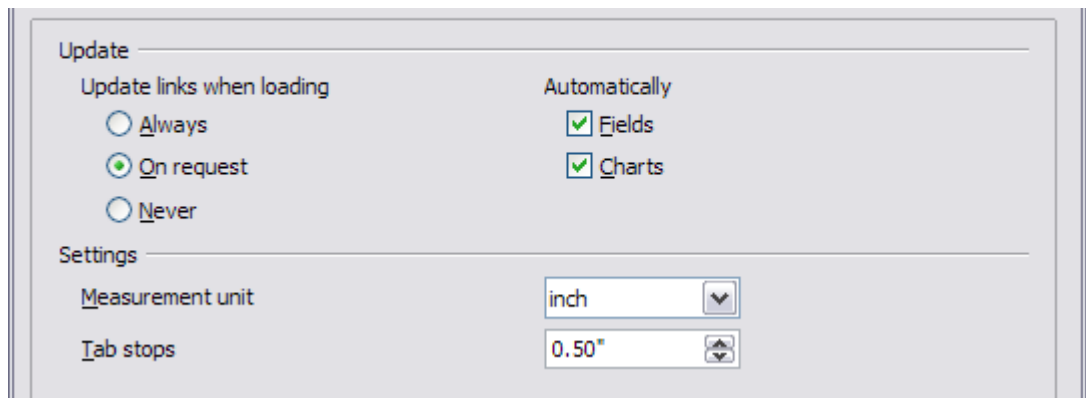 Update
Update links when loading
Automatically
Always
Fields
On request
Charts
Never
Settings
Measurement unit
inch
Tab stops
0.50"